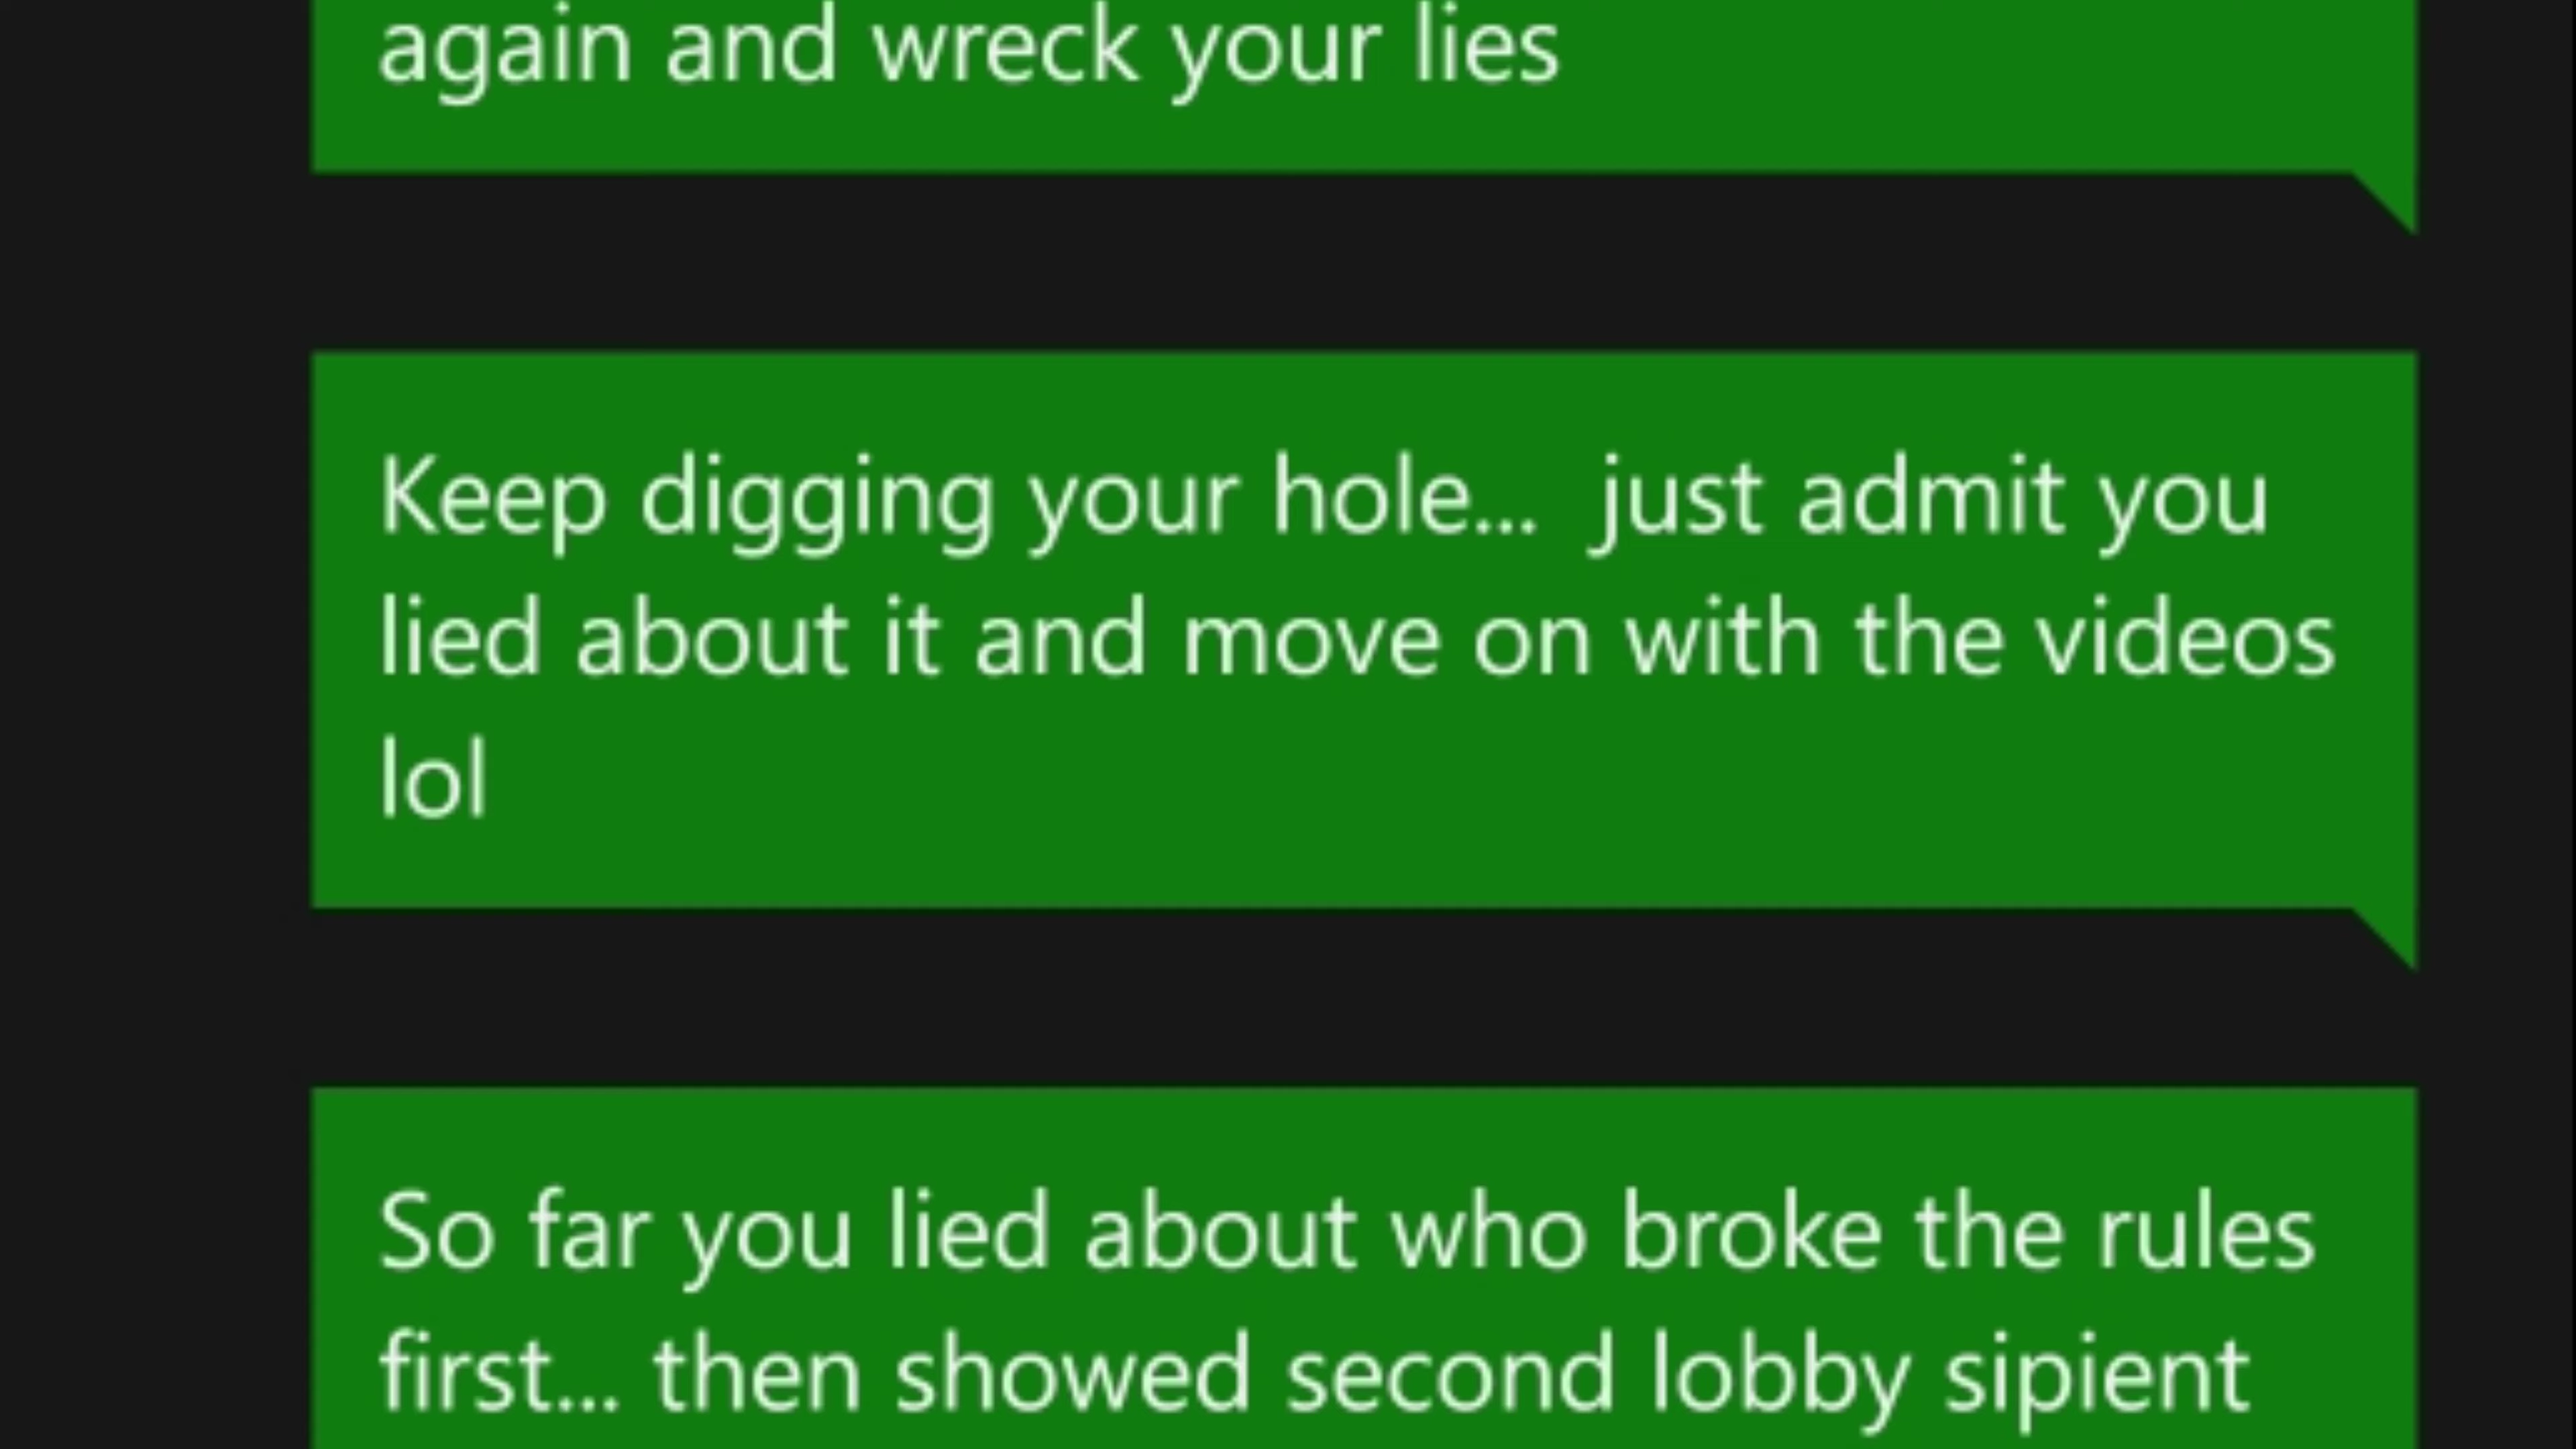 again and wreck your lies
Keep digging your hole...  just admit you
lied about it and move on with the videos
lol
So far you lied about who broke the rules
first... then showed second lobby sipient